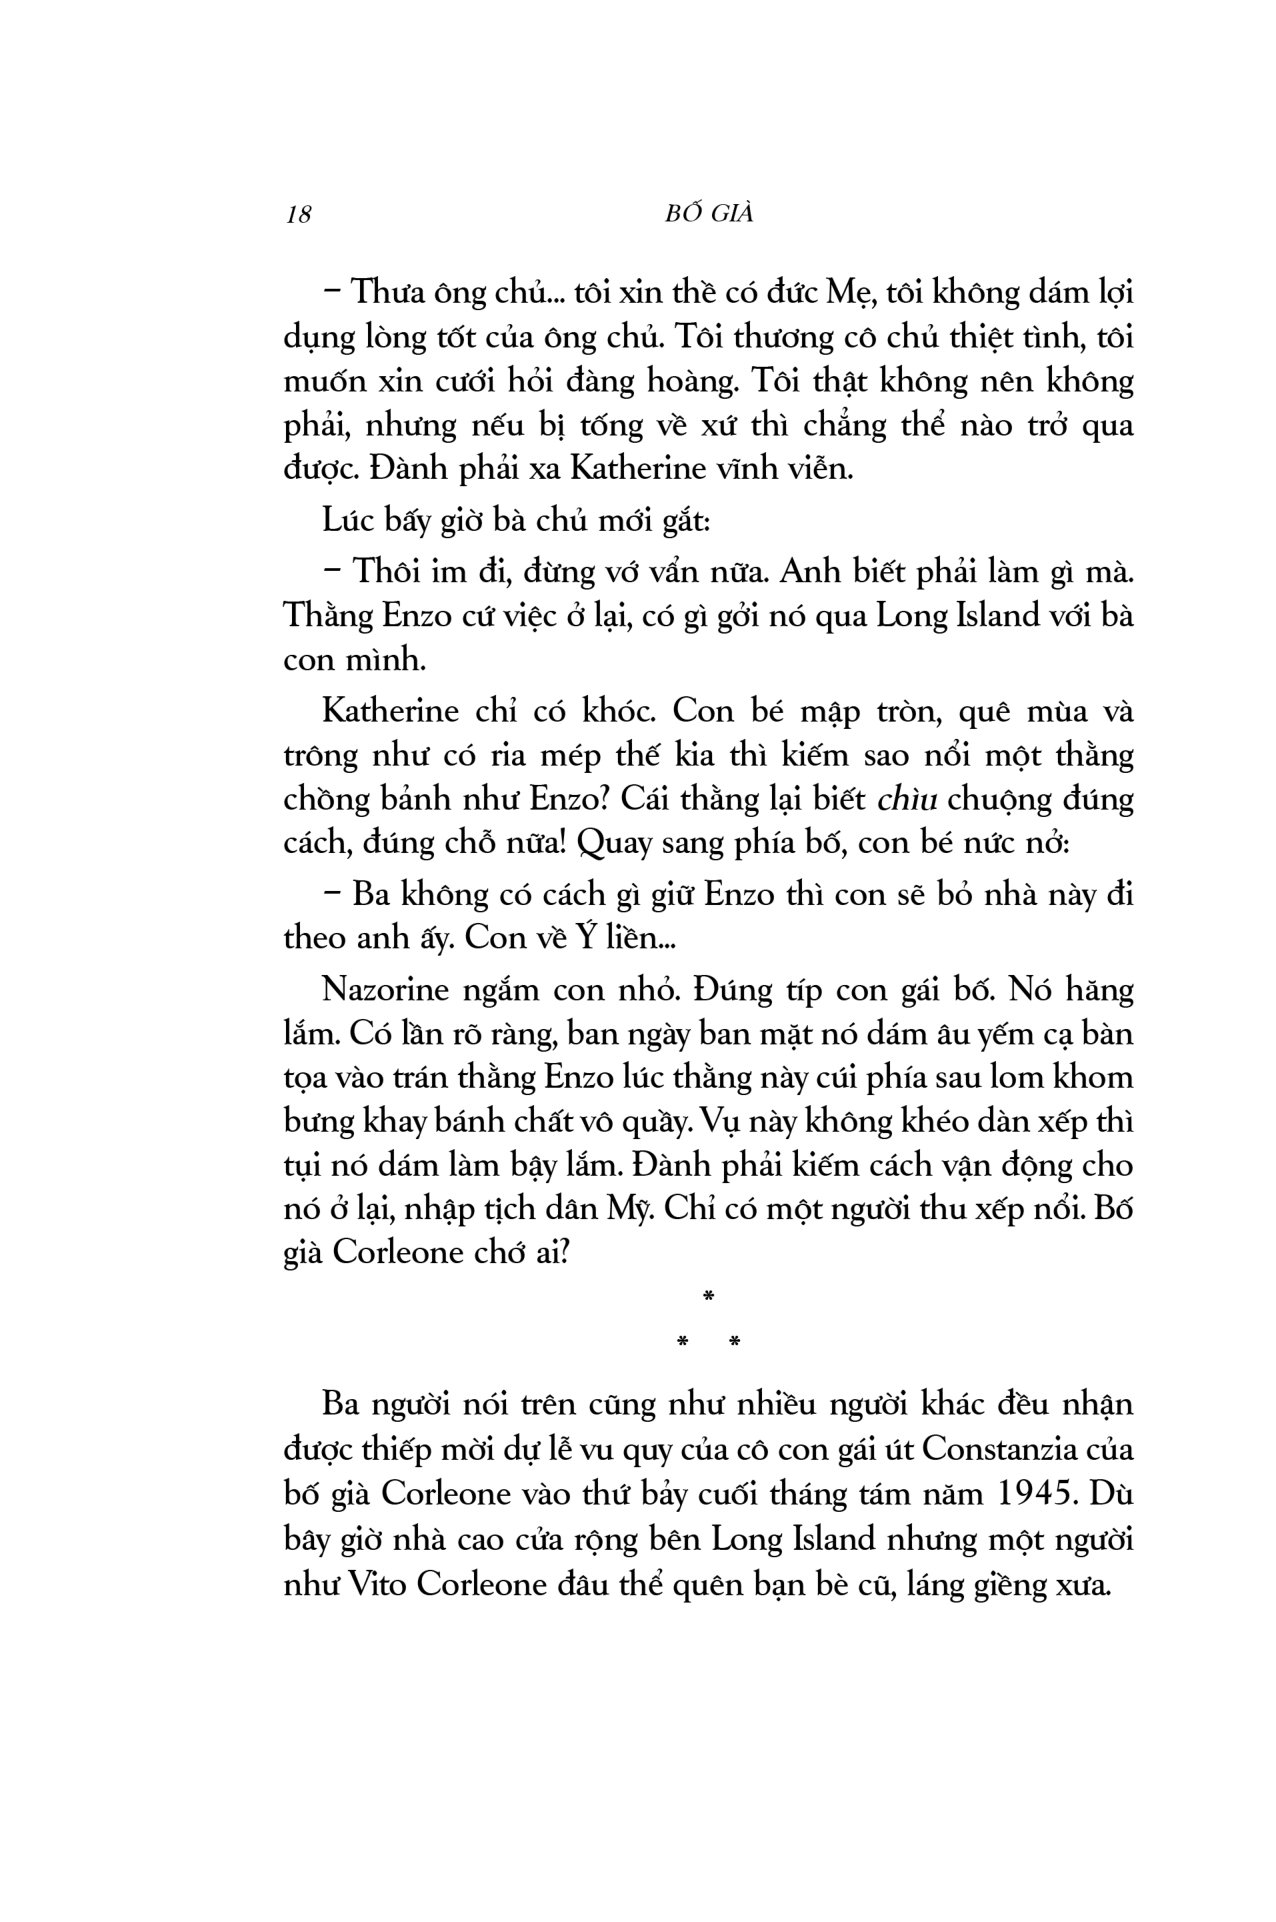 18 BỐ GIÀ
– Thưa ông chủ... tôi xin thề có đức Mẹ, tôi không dám lợi
dụng lòng tốt của ông chủ. Tôi thương cô chủ thiệt tình, tôi
muốn xin cưới hỏi đàng hoàng. Tôi thật không nên không
phải, nhưng nếu bị tống về xứ thì chẳng thể nào trở qua
được. Đành phải xa Katherine vĩnh viễn.
Lúc bấy giờ bà chủ mới gắt:
– Thôi im đi, đừng vớ vẩn nữa. Anh biết phải làm gì mà.
Thằng Enzo cứ việc ở lại, có gì gởi nó qua Long Island với bà
con mình.
Katherine chỉ có khóc. Con bé mập tròn, quê mùa và
trông như có ria mép thế kia thì kiếm sao nổi một thằng
chồng bảnh như Enzo? Cái thằng lại biết chìu chuộng đúng
cách, đúng chỗ nữa! Quay sang phía bố, con bé nức nở:
– Ba không có cách gì giữ Enzo thì con sẽ bỏ nhà này đi
theo anh ấy. Con về Ý liền...
Nazorine ngắm con nhỏ. Đúng típ con gái bố. Nó hăng
lắm. Có lần rõ ràng, ban ngày ban mặt nó dám âu yếm cạ bàn
tọa vào trán thằng Enzo lúc thằng này cúi phía sau lom khom
bưng khay bánh chất vô quầy. Vụ này không khéo dàn xếp thì
tụi nó dám làm bậy lắm. Đành phải kiếm cách vận động cho
nó ở lại, nhập tịch dân Mỹ. Chỉ có một người thu xếp nổi. Bố
già Corleone chớ ai?
*
* *
Ba người nói trên cũng như nhiều người khác đều nhận
được thiếp mời dự lễ vu quy của cô con gái út Constanzia của
bố già Corleone vào thứ bảy cuối tháng tám năm 1945. Dù
bây giờ nhà cao cửa rộng bên Long Island nhưng một người
như Vito Corleone đâu thể quên bạn bè cũ, láng giềng xưa.